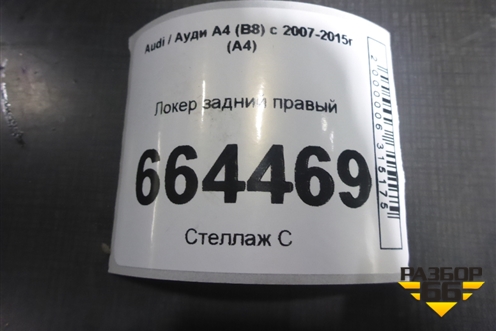 Audi / Ауди А4 (B8) с 2007-2015г
(A4)
Локер задний правый
664469
Стеллаж С
2000006315175
РАЗБОР
66